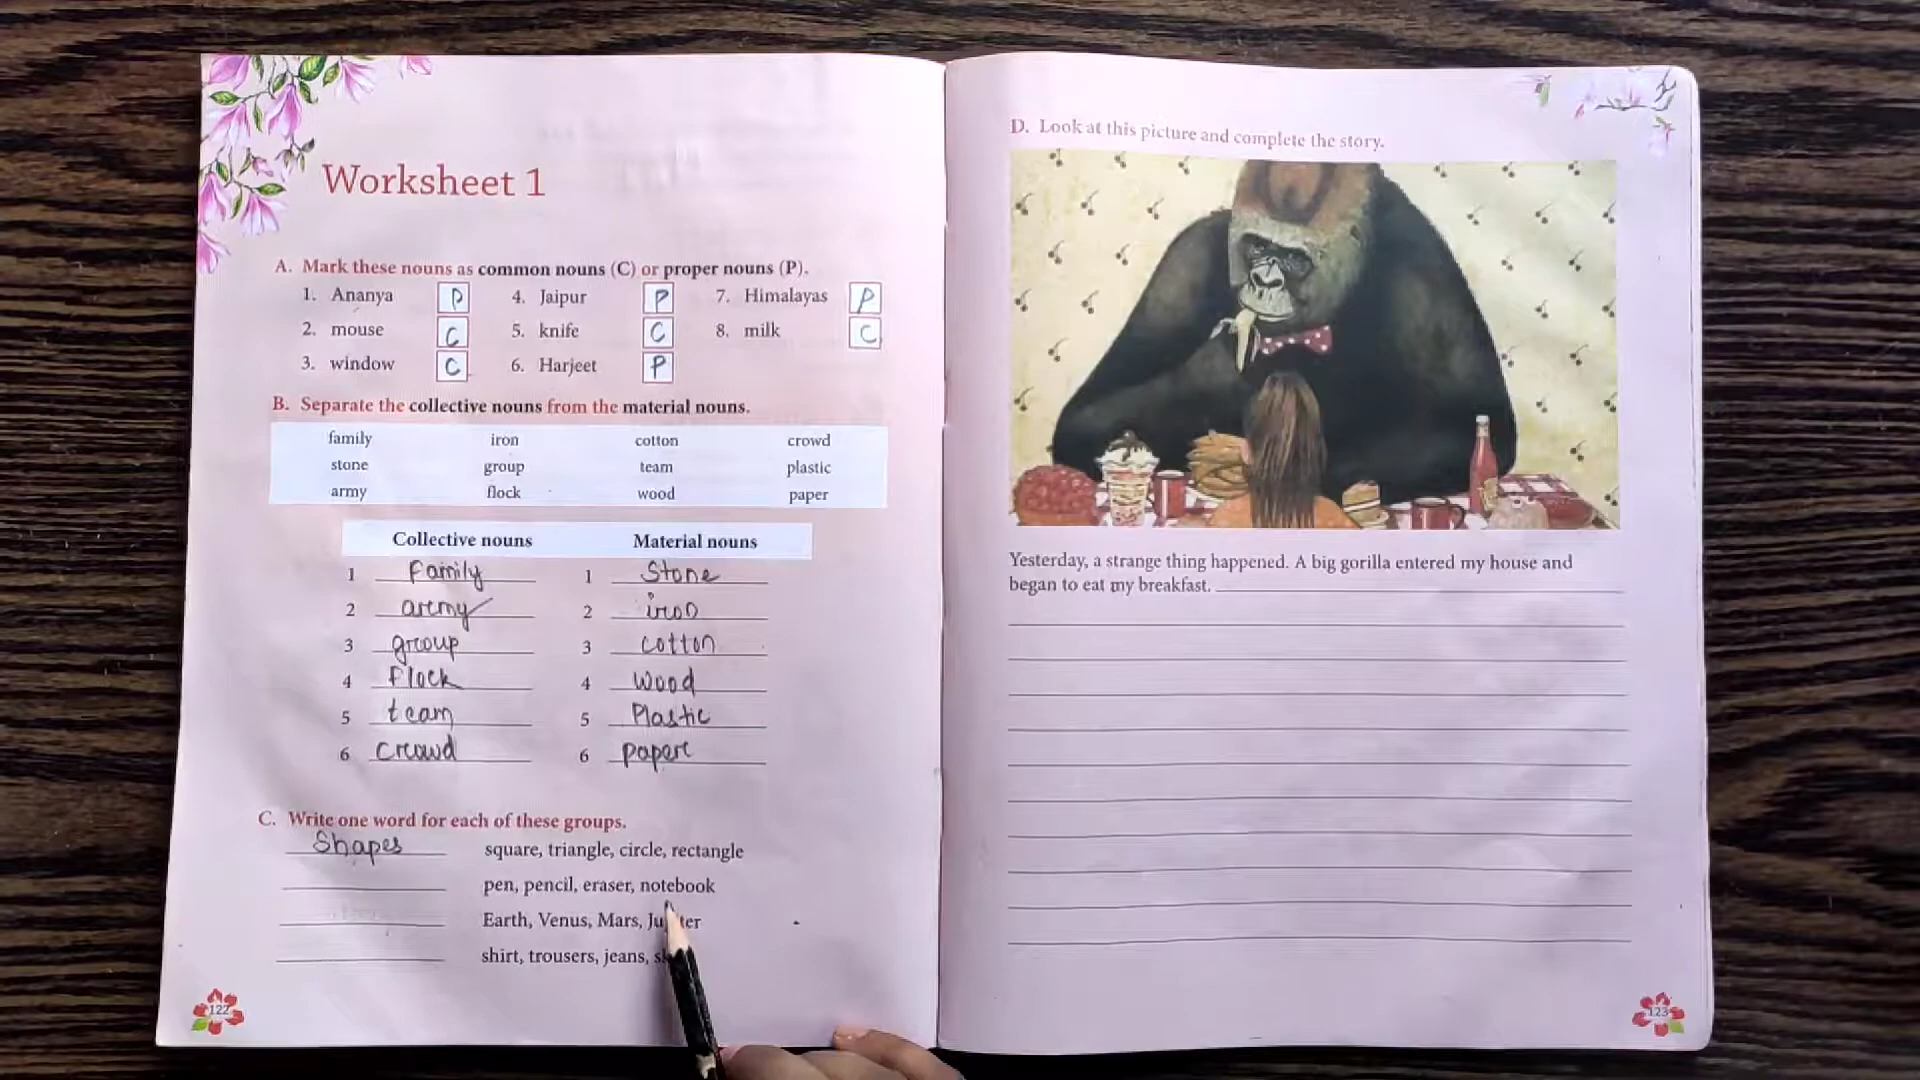 Worksheet 1
A. Mark these nouns as common nouns (C) or proper nouns (P).
1. Ananya P 4. Jaipur P 7. Himalayas P
2. mouse C 5. knife C 8. milk C
3. window C 6. Harjeet P
B. Separate the collective nouns from the material nouns.
family iron cotton crowd
stone group team plastic
army flock wood paper
Collective nouns Material nouns
1 Family 1 Stone
2 army 2 iron
3 group 3 cotton
4 Flock 4 Wood
5 team 5 Plastic
6 crowd 6 paper
C. Write one word for each of these groups.
Shapes square, triangle, circle, rectangle
pen, pencil, eraser, notebook
Earth, Venus, Mars,
shirt, trousers, jeans,
122
D. Look at this picture and complete the story.
Yesterday, a strange thing happened. A big gorilla entered my house and
began to eat my breakfast.
123